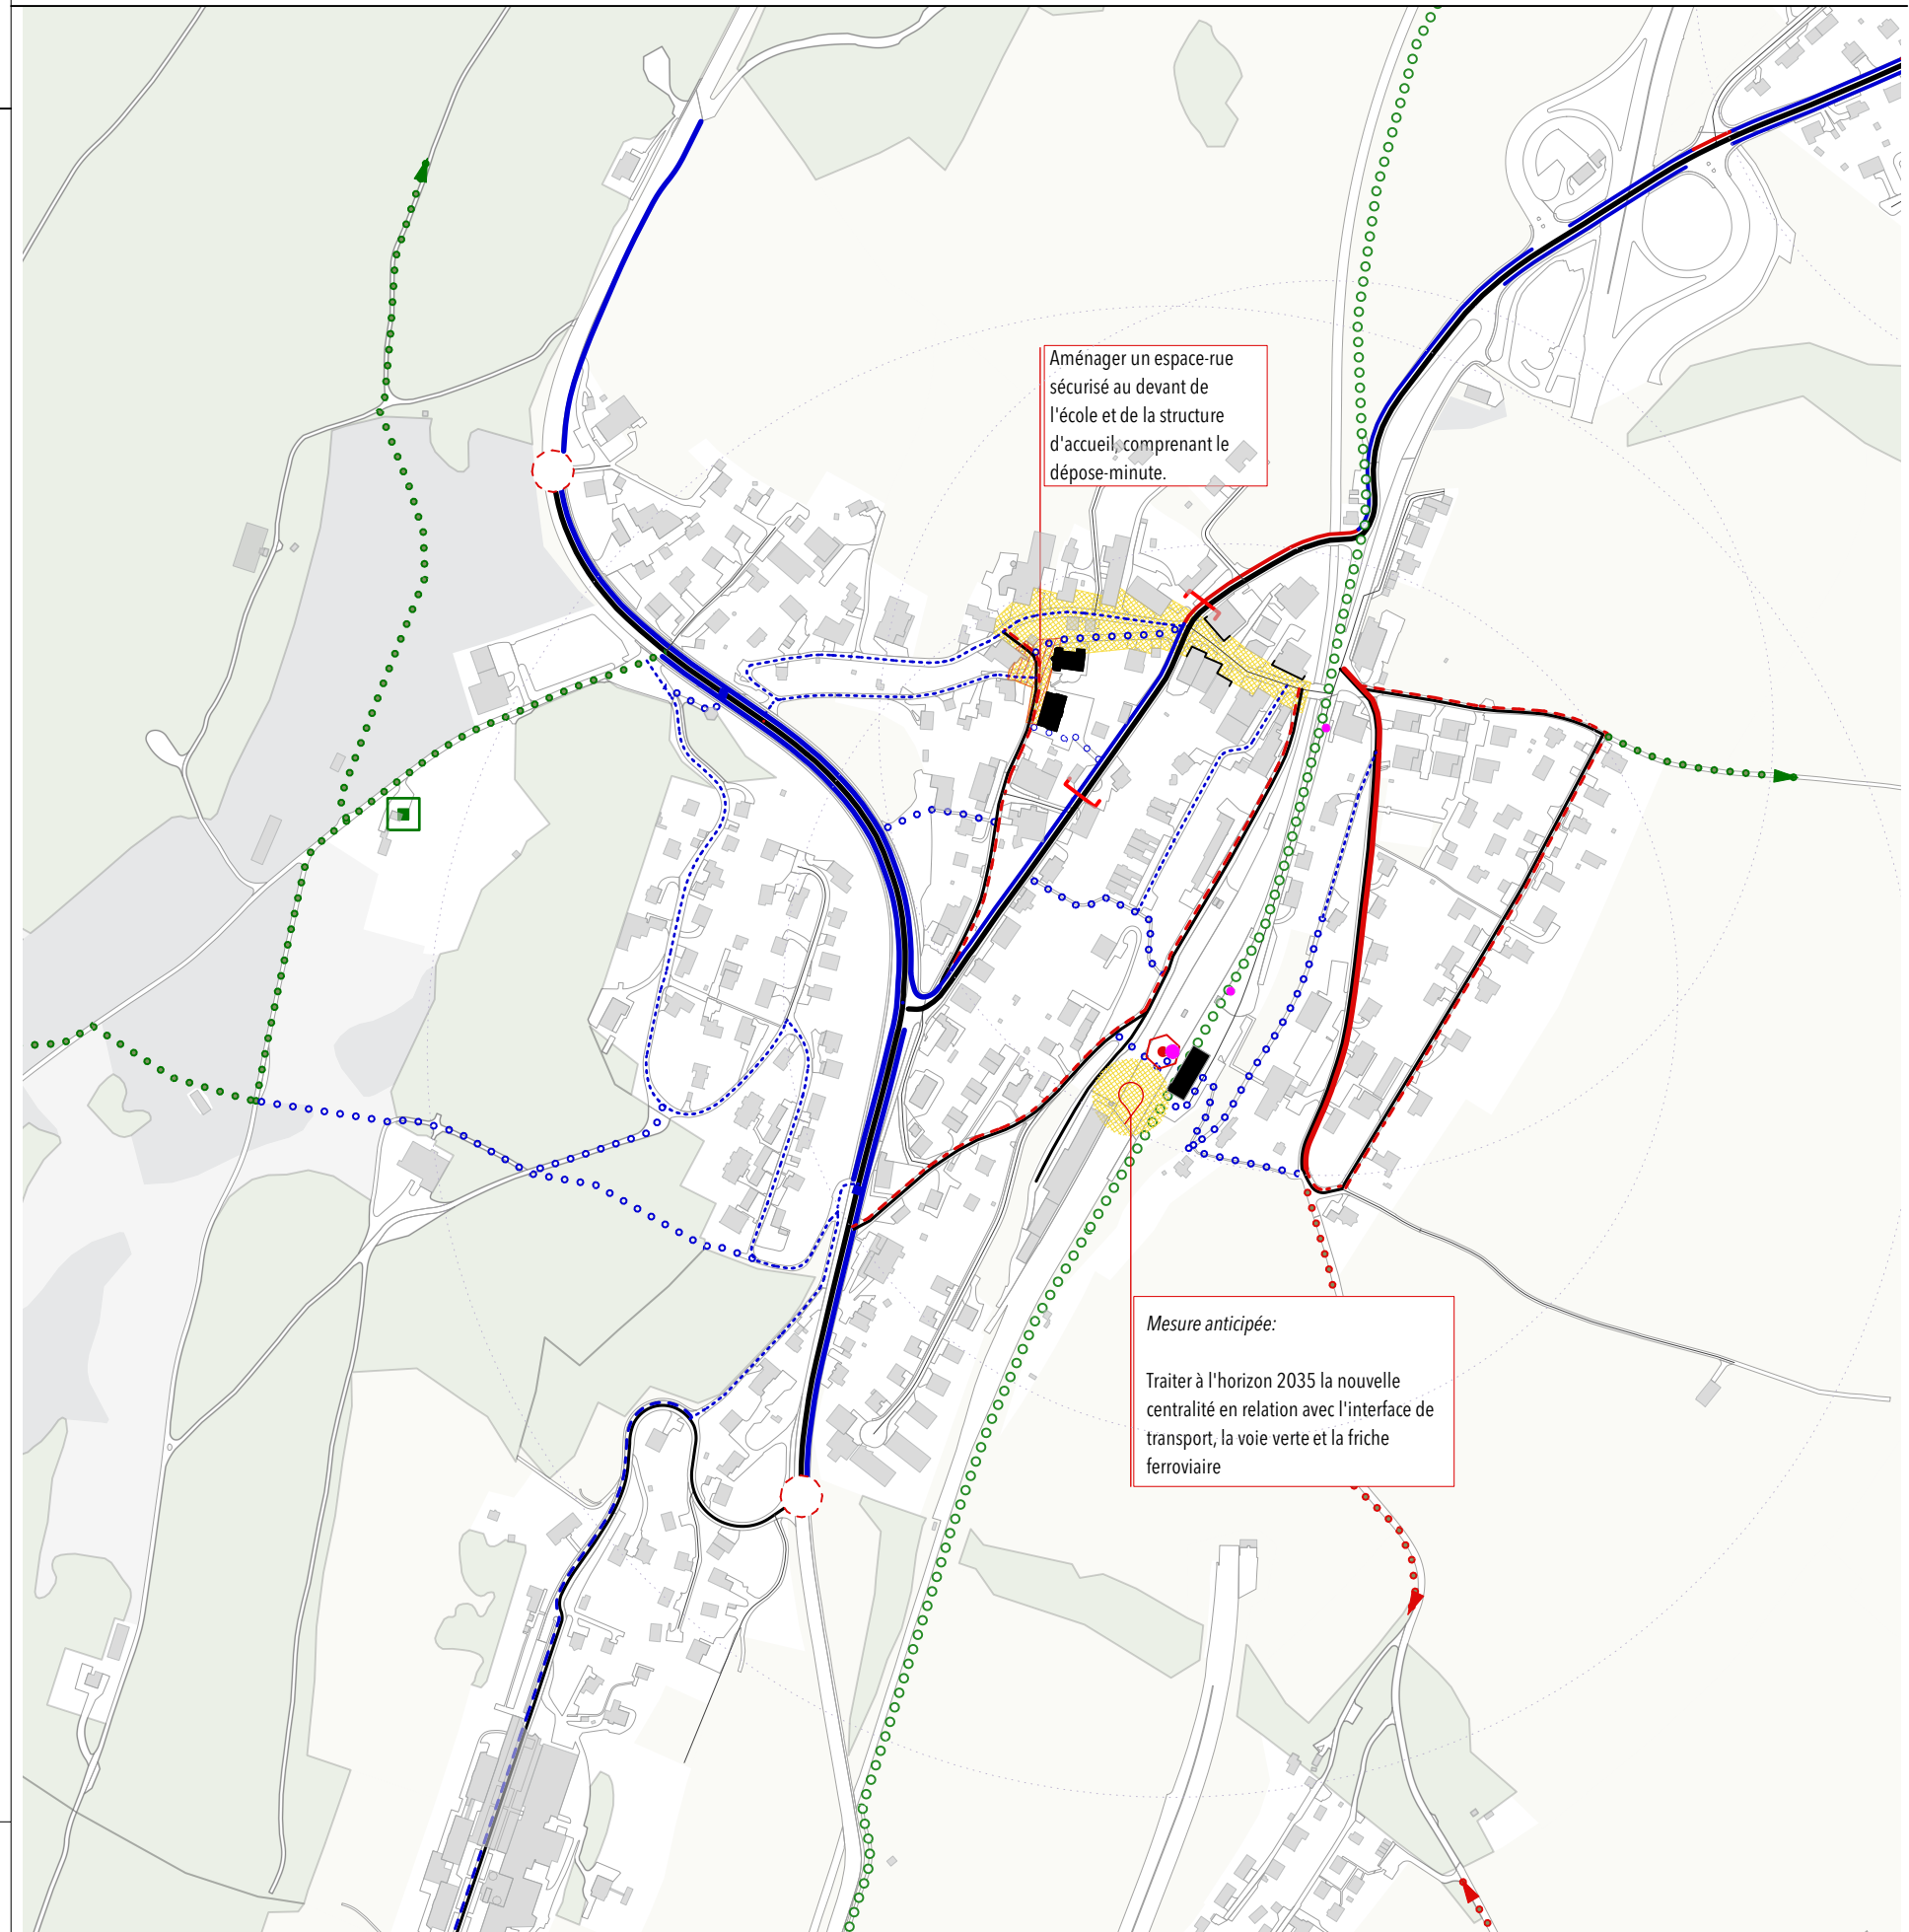 Aménager un espace-rue
sécurisé au devant de
l'école et de la structure
d'accueil, comprenant le
dépose-minute.
Mesure anticipée:
Traiter à l'horizon 2035 la nouvelle
centralité en relation avec l'interface de
transport, la voie verte et la friche
ferroviaire